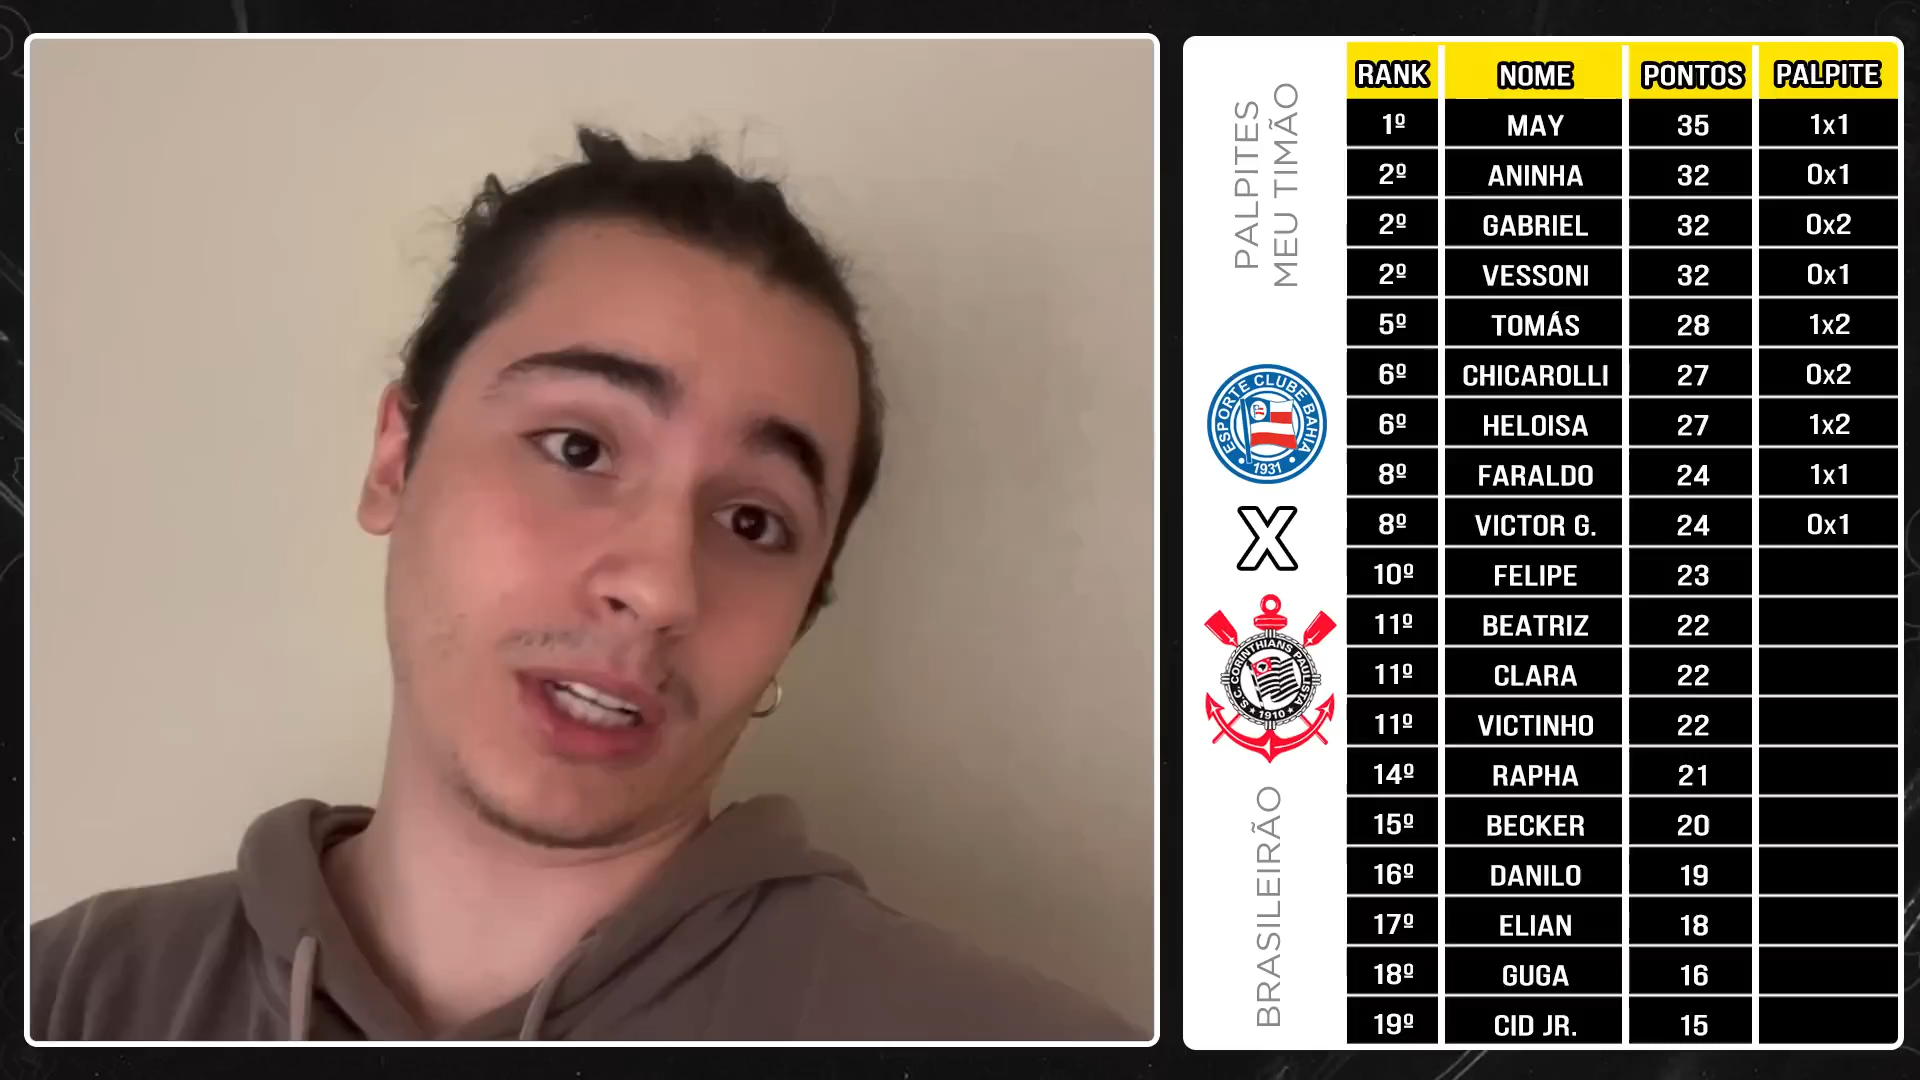 PALPITES
MEU TIMÃO
ESPORTE CLUBE BAHIA
1931
X
S.C. CORINTHIANS PAULISTA
1910
BRASILEIRÃO
RANK NOME PONTOS PALPITE
1º MAY 35 1x1
2º ANINHA 32 0x1
2º GABRIEL 32 0x2
2º VESSONI 32 0x1
5º TOMÁS 28 1x2
6º CHICAROLLI 27 0x2
6º HELOISA 27 1x2
8º FARALDO 24 1x1
8º VICTOR G. 24 0x1
10º FELIPE 23
11º BEATRIZ 22
11º CLARA 22
11º VICTINHO 22
14º RAPHA 21
15º BECKER 20
16º DANILO 19
17º ELIAN 18
18º GUGA 16
19º CID JR. 15